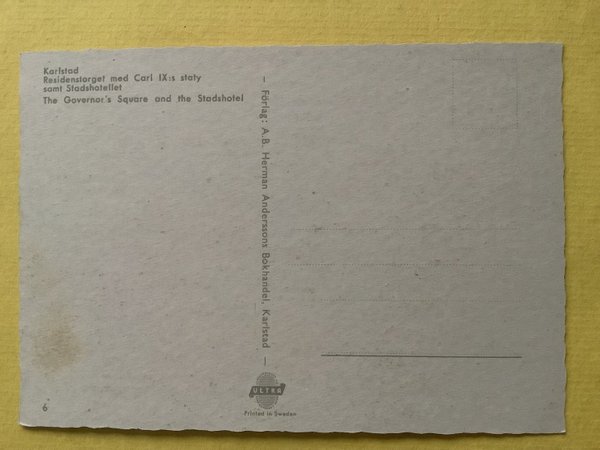 Karlstad
Residenstorget med Carl IX:s staty
samt Stadshotellet
The Governor's Square and the Stadshotel
— Förlag: A.B. Herman Anderssons Bokhandel, Karlstad —
ULTRA
Printed in Sweden
6